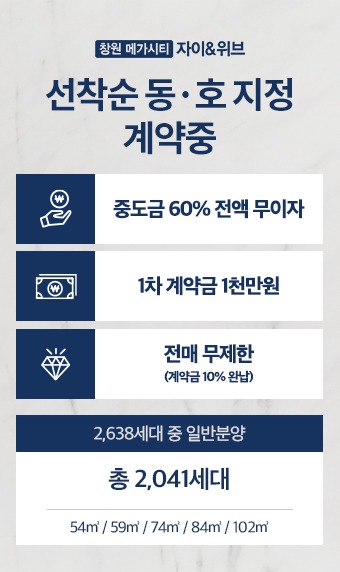 창원 메가시티 자이&위브
선착순 동·호 지정
계약중
중도금 60% 전액 무이자
1차 계약금 1천만원
전매 무제한
(계약금 10% 완납)
2,638세대 중 일반분양
총 2,041세대
54㎡ / 59㎡ / 74㎡ / 84㎡ / 102㎡